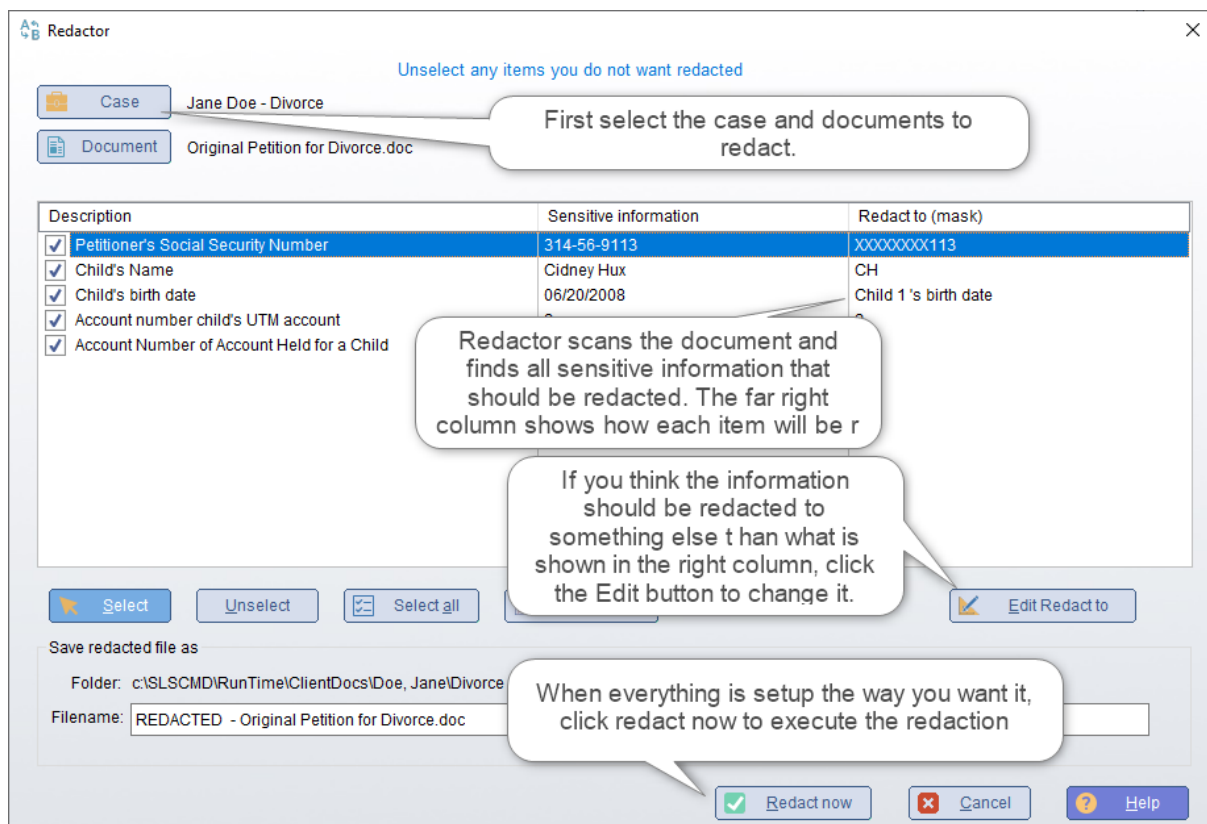 Redactor
Unselect any items you do not want redacted
Case
Jane Doe - Divorce
First select the case and documents to
redact.
Document
Original Petition for Divorce.doc
Description Sensitive information Redact to (mask)
Petitioner's Social Security Number 314-56-9113 XXXXXXXX113
Child's Name Cidney Hux CH
Child's birth date 06/20/2008 Child 1 's birth date
Account number child's UTM account
Account Number of Account Held for a Child
Redactor scans the document and
finds all sensitive information that
should be redacted. The far right
column shows how each item will be r
If you think the information
should be redacted to
something else t han what is
shown in the right column, click
the Edit button to change it.
Select Unselect Select all Edit Redact to
Save redacted file as
Folder: c:\SLSCMD\RunTime\ClientDocs\Doe, Jane\Divorce
Filename: REDACTED - Original Petition for Divorce.doc
When everything is setup the way you want it,
click redact now to execute the redaction
Redact now Cancel Help